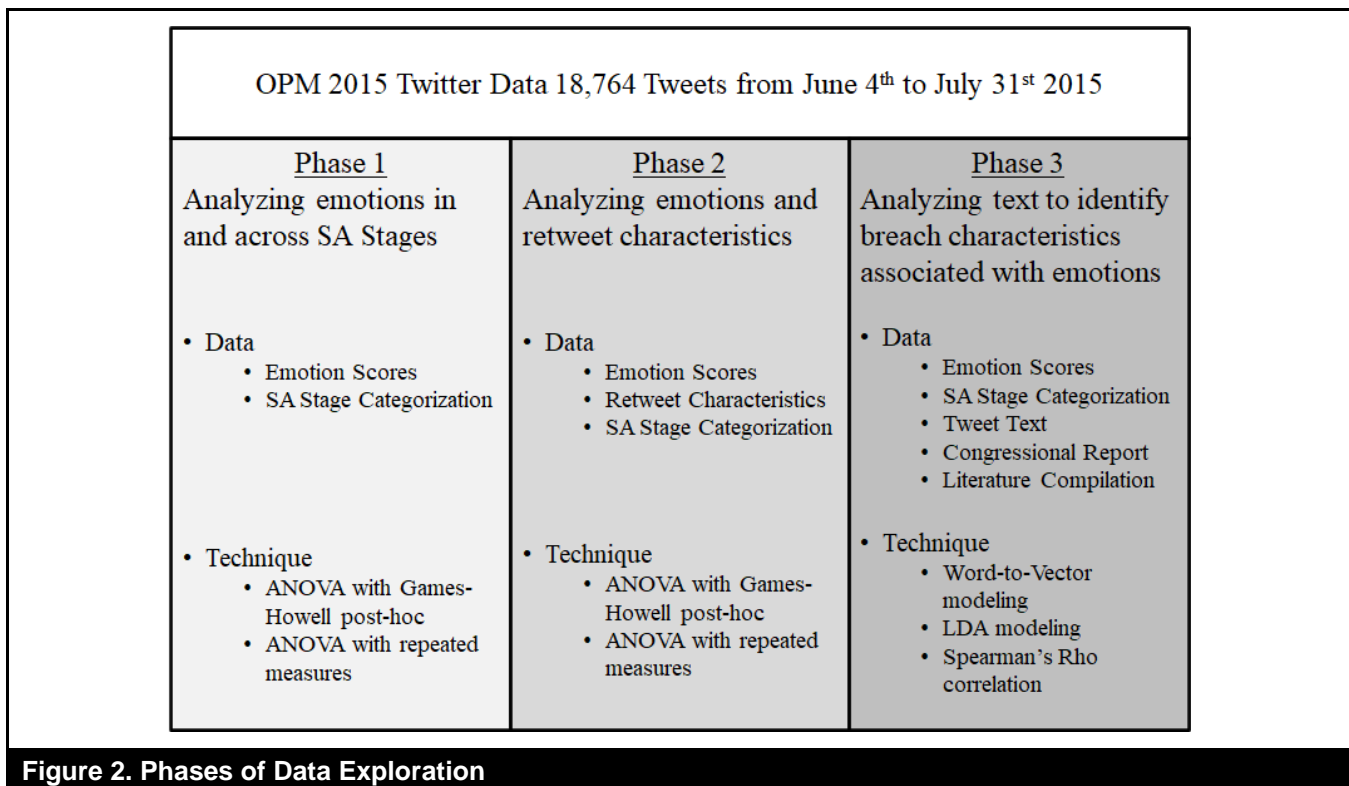 OPM 2015 Twitter Data 18,764 Tweets from June 4th to July 31st 2015
Phase 1
Analyzing emotions in
and across SA Stages
• Data
• Emotion Scores
• SA Stage Categorization
• Technique
• ANOVA with Games-
Howell post-hoc
• ANOVA with repeated
measures
Phase 2
Analyzing emotions and
retweet characteristics
• Data
• Emotion Scores
• Retweet Characteristics
• SA Stage Categorization
• Technique
• ANOVA with Games-
Howell post-hoc
• ANOVA with repeated
measures
Phase 3
Analyzing text to identify
breach characteristics
associated with emotions
• Data
• Emotion Scores
• SA Stage Categorization
• Tweet Text
• Congressional Report
• Literature Compilation
• Technique
• Word-to-Vector
modeling
• LDA modeling
• Spearman’s Rho
correlation
Figure 2. Phases of Data Exploration